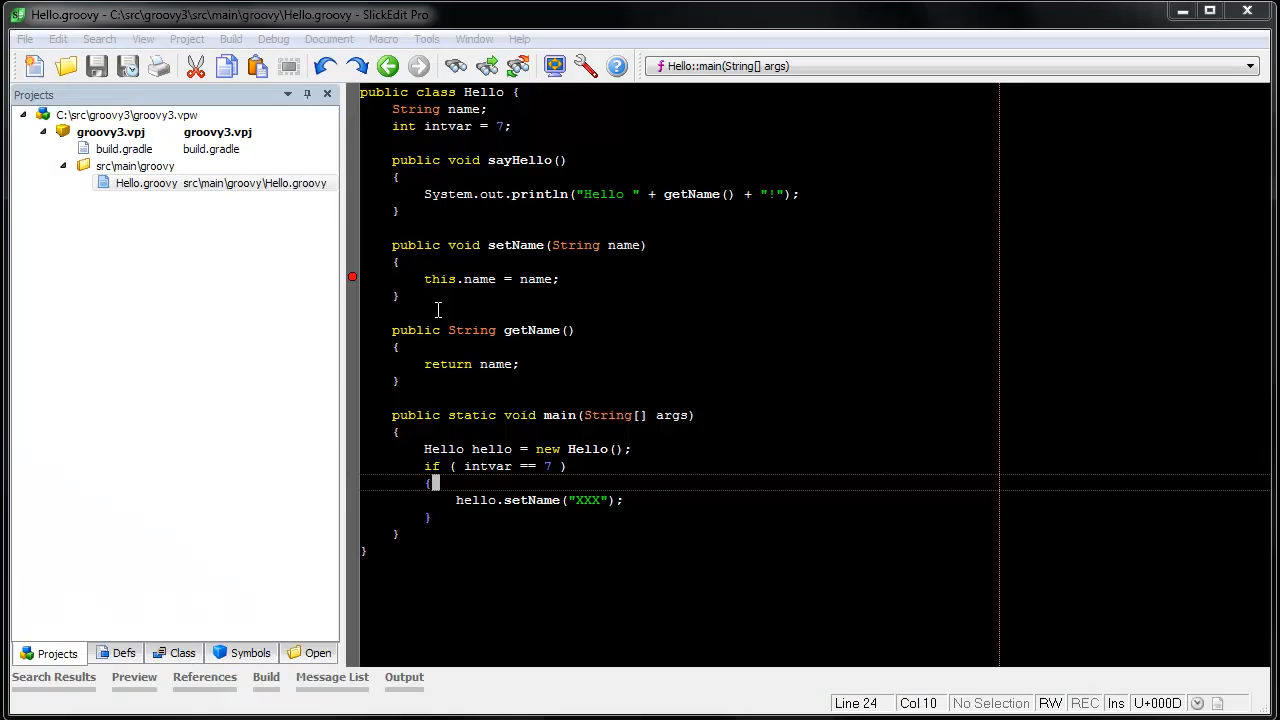 Hello.groovy - C:\src\groovy3\src\main\groovy\Hello.groovy - SlickEdit Pro
File Edit Search View Project Build Debug Document Macro Tools Window Help
Hello::main(String[] args)
Projects
C:\src\groovy3\groovy3.vpw
groovy3.vpj groovy3.vpj
build.gradle build.gradle
src\main\groovy
Hello.groovy src\main\groovy\Hello.groovy
public class Hello {
String name;
int intvar = 7;
public void sayHello()
{
System.out.println("Hello " + getName() + "!");
}
public void setName(String name)
{
this.name = name;
}
public String getName()
{
return name;
}
public static void main(String[] args)
{
Hello hello = new Hello();
if ( intvar == 7 )
{
hello.setName("XXX");
}
}
}
Projects Defs Class Symbols Open
Search Results Preview References Build Message List Output
Line 24 Col 10 No Selection RW REC Ins U+000D